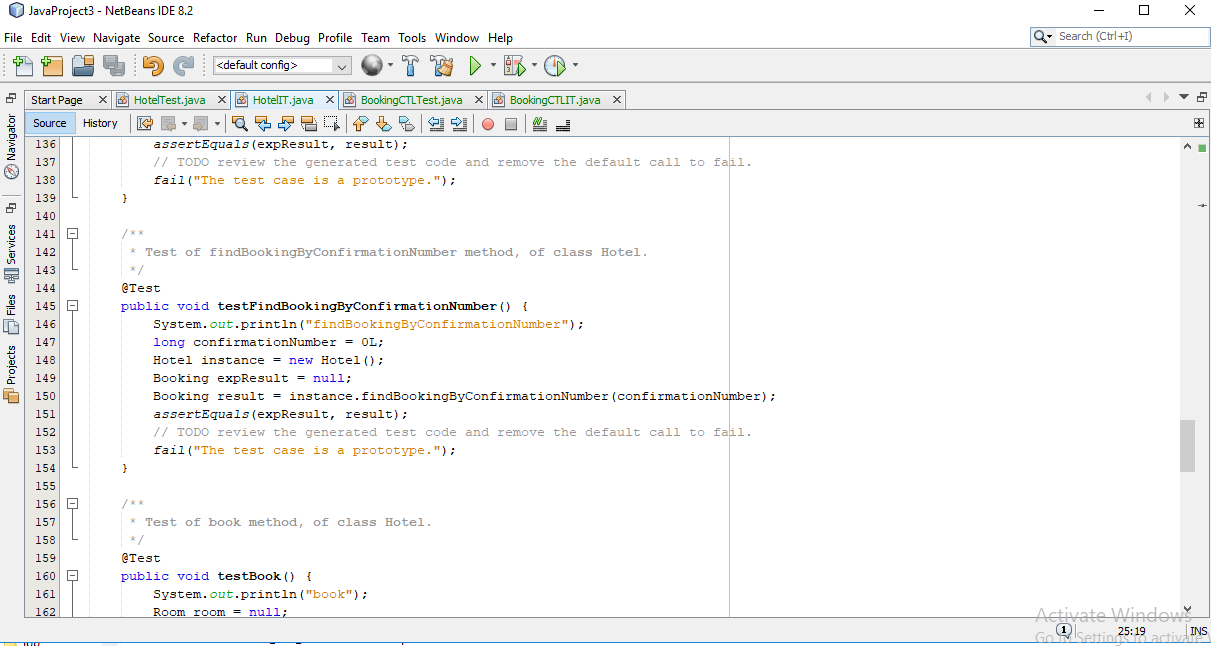 JavaProject3 - NetBeans IDE 8.2
File Edit View Navigate Source Refactor Run Debug Profile Team Tools Window Help
Search (Ctrl+I)
<default config>
Start Page HotelTest.java HotelIT.java BookingCTLTest.java BookingCTLIT.java
Source History
Navigator
Services
Files
Projects
136 assertEquals(expResult, result);
137 // TODO review the generated test code and remove the default call to fail.
138 fail("The test case is a prototype.");
139 }
140
141 /**
142 * Test of findBookingByConfirmationNumber method, of class Hotel.
143 */
144 @Test
145 public void testFindBookingByConfirmationNumber() {
146 System.out.println("findBookingByConfirmationNumber");
147 long confirmationNumber = 0L;
148 Hotel instance = new Hotel();
149 Booking expResult = null;
150 Booking result = instance.findBookingByConfirmationNumber(confirmationNumber);
151 assertEquals(expResult, result);
152 // TODO review the generated test code and remove the default call to fail.
153 fail("The test case is a prototype.");
154 }
155
156 /**
157 * Test of book method, of class Hotel.
158 */
159 @Test
160 public void testBook() {
161 System.out.println("book");
162 Room room = null;
Activate Windows
Go to Settings to activate
1 25:19 INS